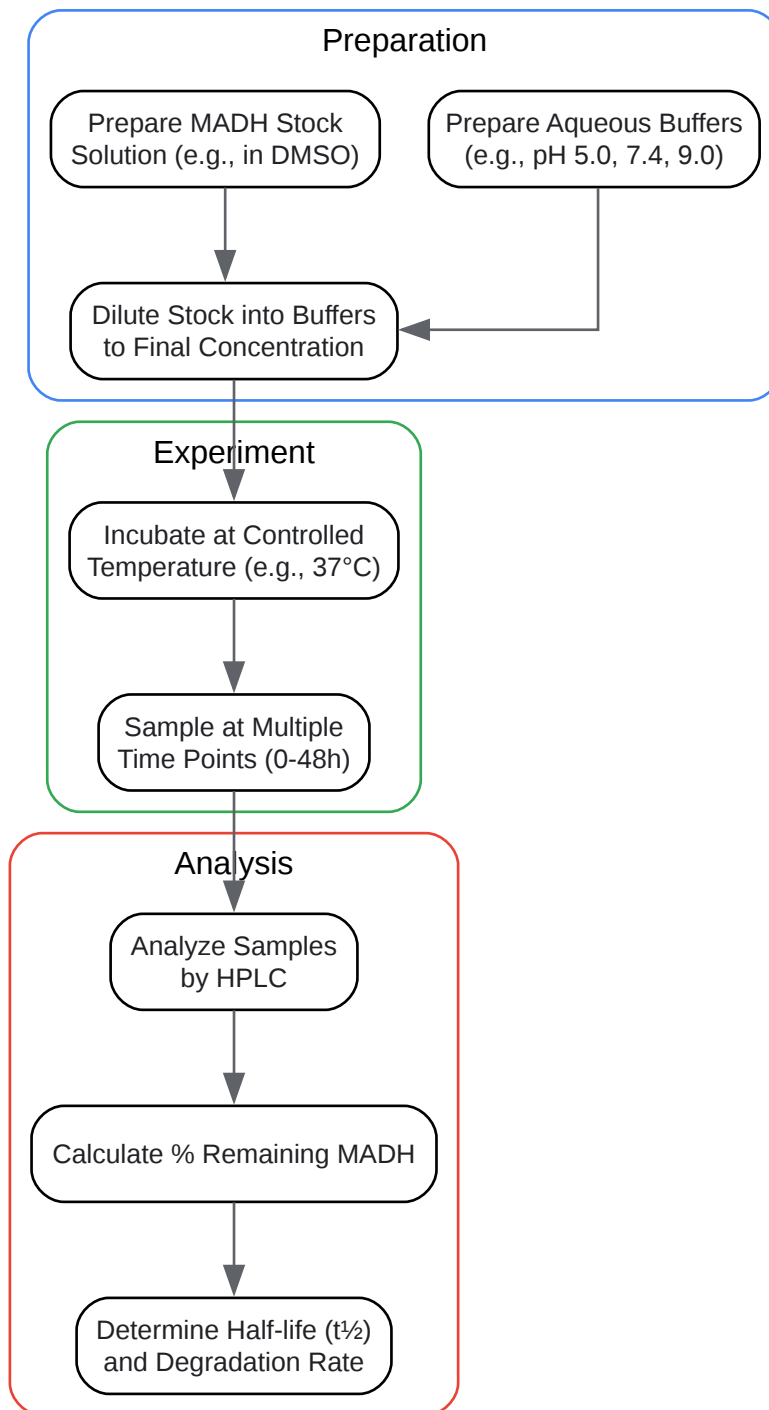 Preparation
Prepare MADH Stock
Solution (e.g., in DMSO)
Prepare Aqueous Buffers
(e.g., pH 5.0, 7.4, 9.0)
Dilute Stock into Buffers
to Final Concentration
Experiment
Incubate at Controlled
Temperature (e.g., 37°C)
Sample at Multiple
Time Points (0-48h)
Analysis
Analyze Samples
by HPLC
Calculate % Remaining MADH
Determine Half-life (t½)
and Degradation Rate